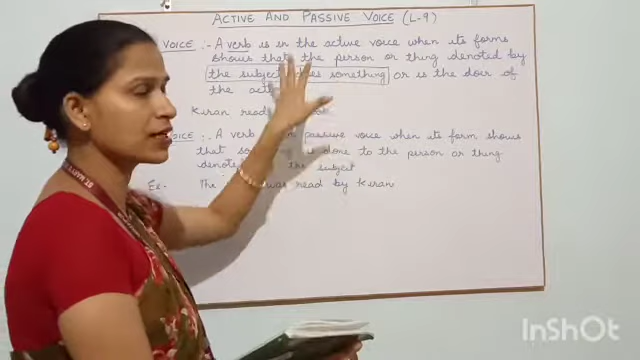 ACTIVE AND PASSIVE VOICE (L-9)
VOICE :- A verb is in the active voice when its form
shows that the person or thing denoted by
the subject does something or is the doer of
the
Kiran read
VOICE :- A verb passive voice when its form shows
that is done to the person or thing
the subject
Ex- The was read by Kiran
InShOt